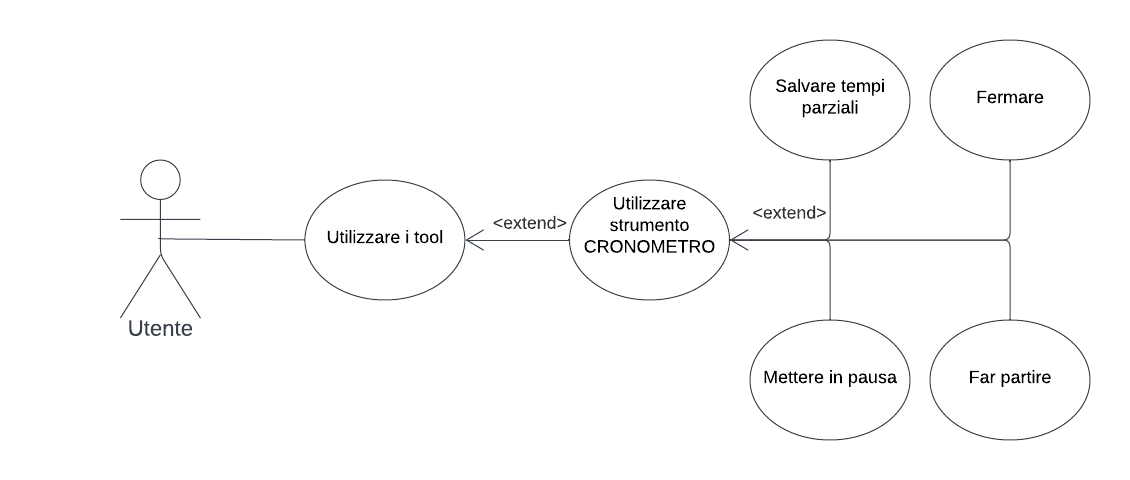 Salvare tempi
parziali
Fermare
Utilizzare i tool
<extend>
Utilizzare
strumento
CRONOMETRO
<extend>
Utente
Mettere in pausa
Far partire